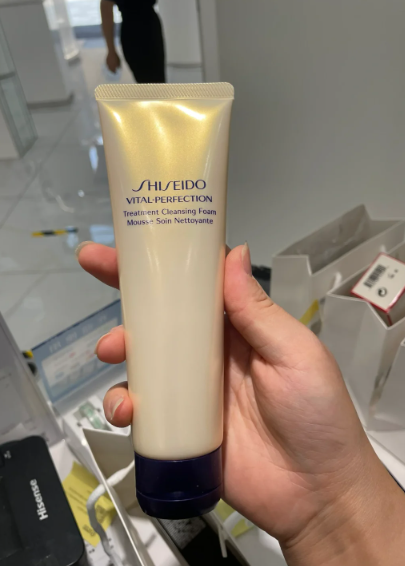 SHISEIDO
VITAL-PERFECTION
Treatment Cleansing Foam
Mousse Soin Nettoyante
Hisense